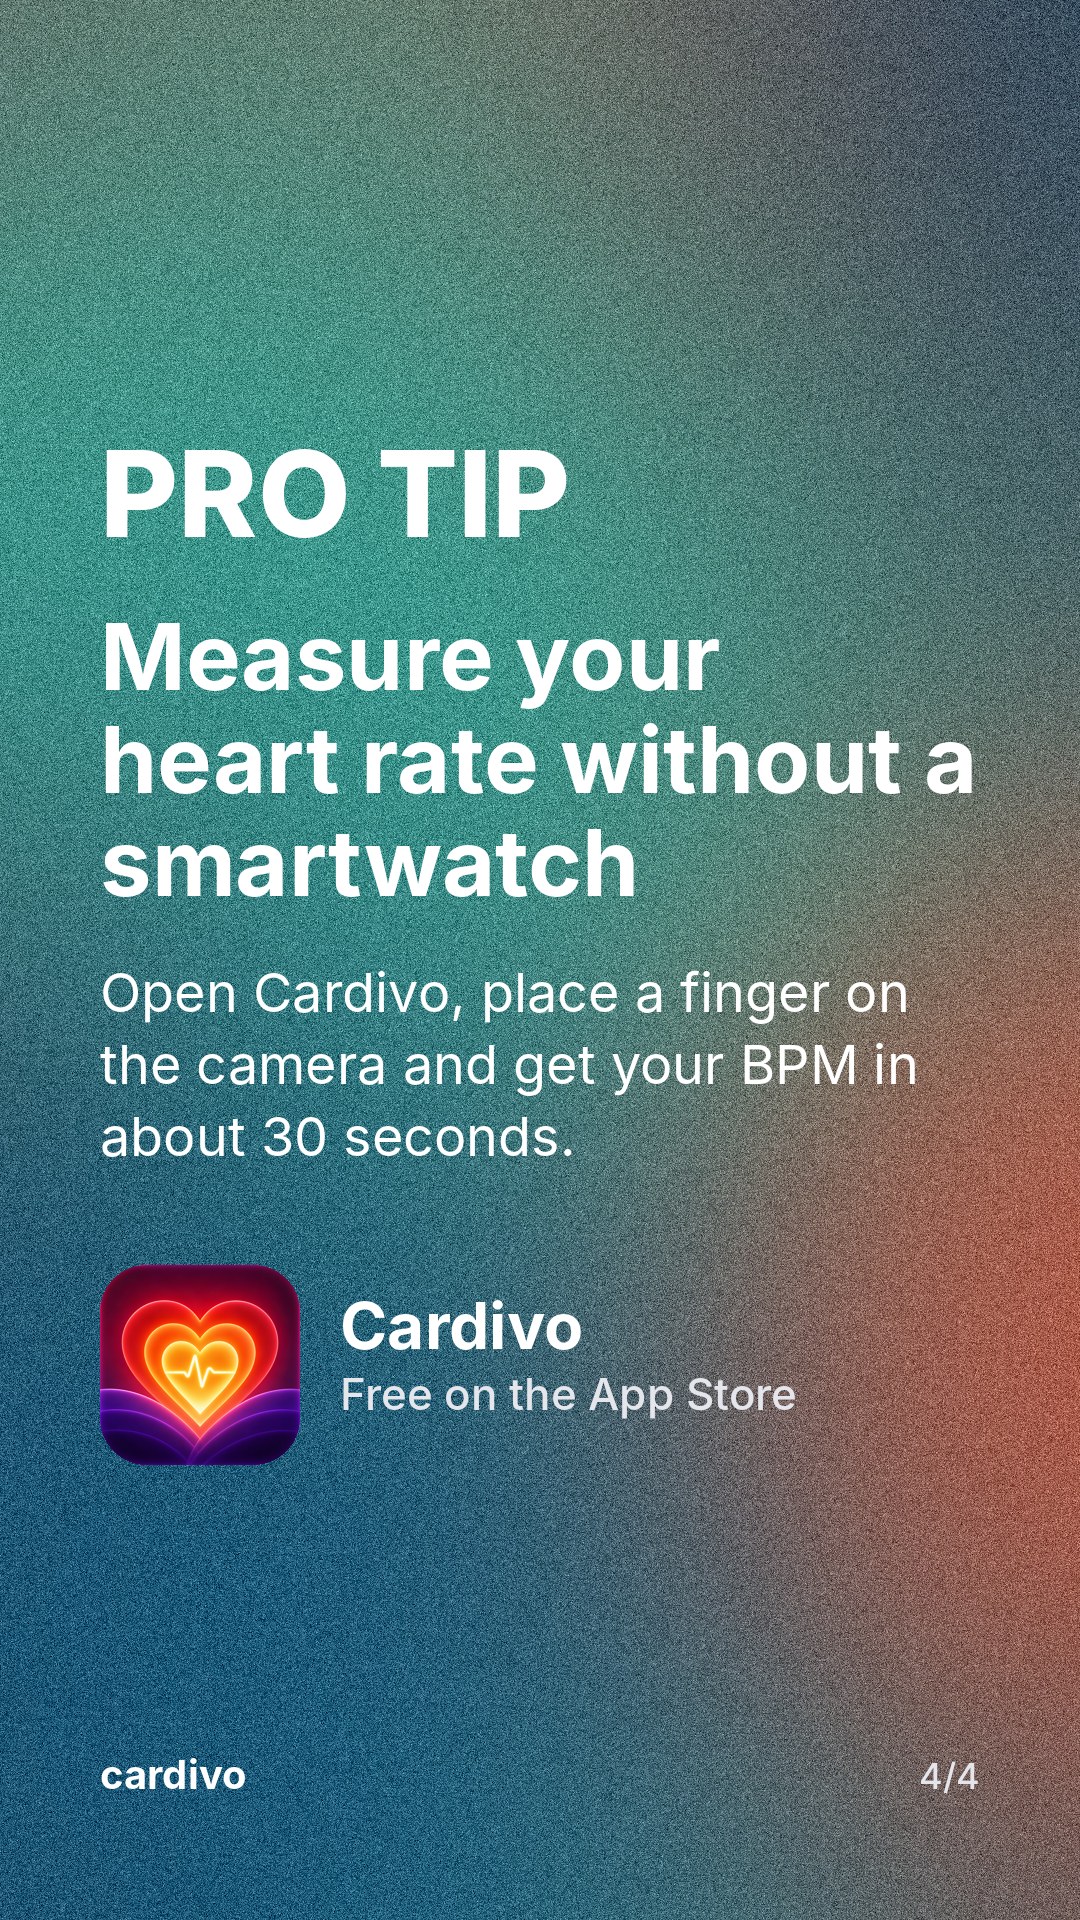 PRO TIP
Measure your
heart rate without a
smartwatch
Open Cardivo, place a finger on
the camera and get your BPM in
about 30 seconds.
Cardivo
Free on the App Store
cardivo
4/4